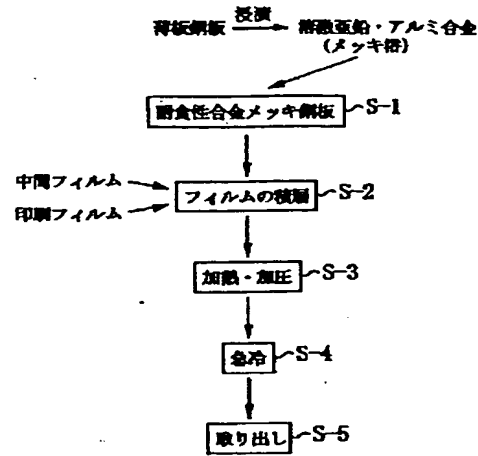 浸漬
薄板鋼板 溶融亜鉛・アルミ合金
(メッキ浴)
耐食性合金メッキ鋼板 S-1
中間フィルム
フィルムの積層 S-2
印刷フィルム
加熱・加圧 S-3
急冷 S-4
取り出し S-5